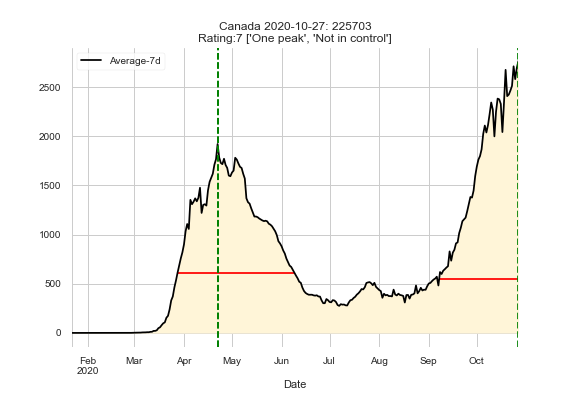 Canada 2020-10-27: 225703
Rating:7 ['One peak', 'Not in control']
Average-7d
2500
2000
1500
1000
500
0
Feb Mar Apr May Jun Jul Aug Sep Oct
2020
Date